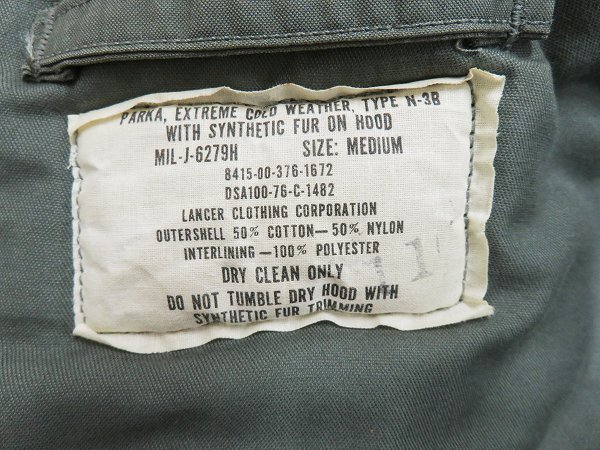 PARKA, EXTREME COLD WEATHER, TYPE N-3B
WITH SYNTHETIC FUR ON HOOD
MIL-J-6279H SIZE: MEDIUM
8415-00-376-1672
DSA100-76-C-1482
LANCER CLOTHING CORPORATION
OUTERSHELL 50% COTTON—50% NYLON
INTERLINING—100% POLYESTER
DRY CLEAN ONLY
DO NOT TUMBLE DRY HOOD WITH
SYNTHETIC FUR TRIMMING